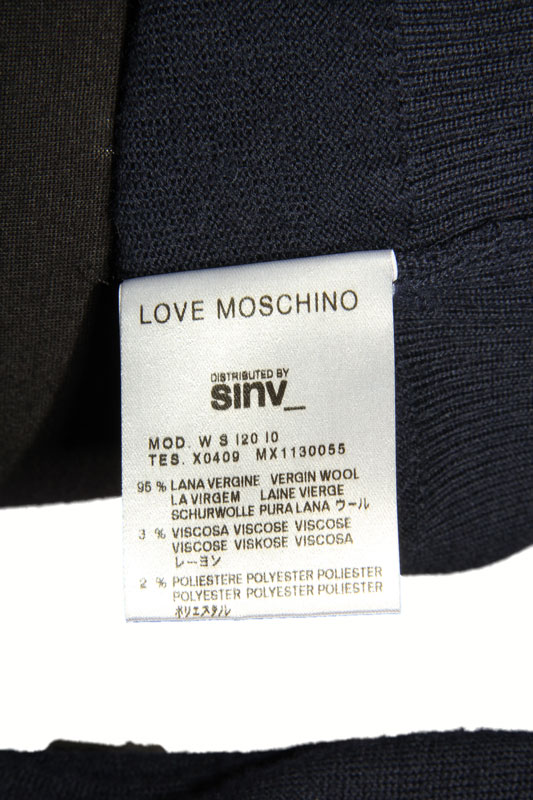 LOVE MOSCHINO
DISTRIBUTED BY
sinv_
MOD. W S I20 I0
TES. X0409 MX1130055
95 % LANA VERGINE VERGIN WOOL
LA VIRGEM LAINE VIERGE
SCHURWOLLE PURA LANA ウール
3 % VISCOSA VISCOSE VISCOSE
VISCOSE VISKOSE VISCOSA
レーヨン
2 % POLIESTERE POLYESTER POLIESTER
POLYESTER POLYESTER POLIESTER
ポリエスタル